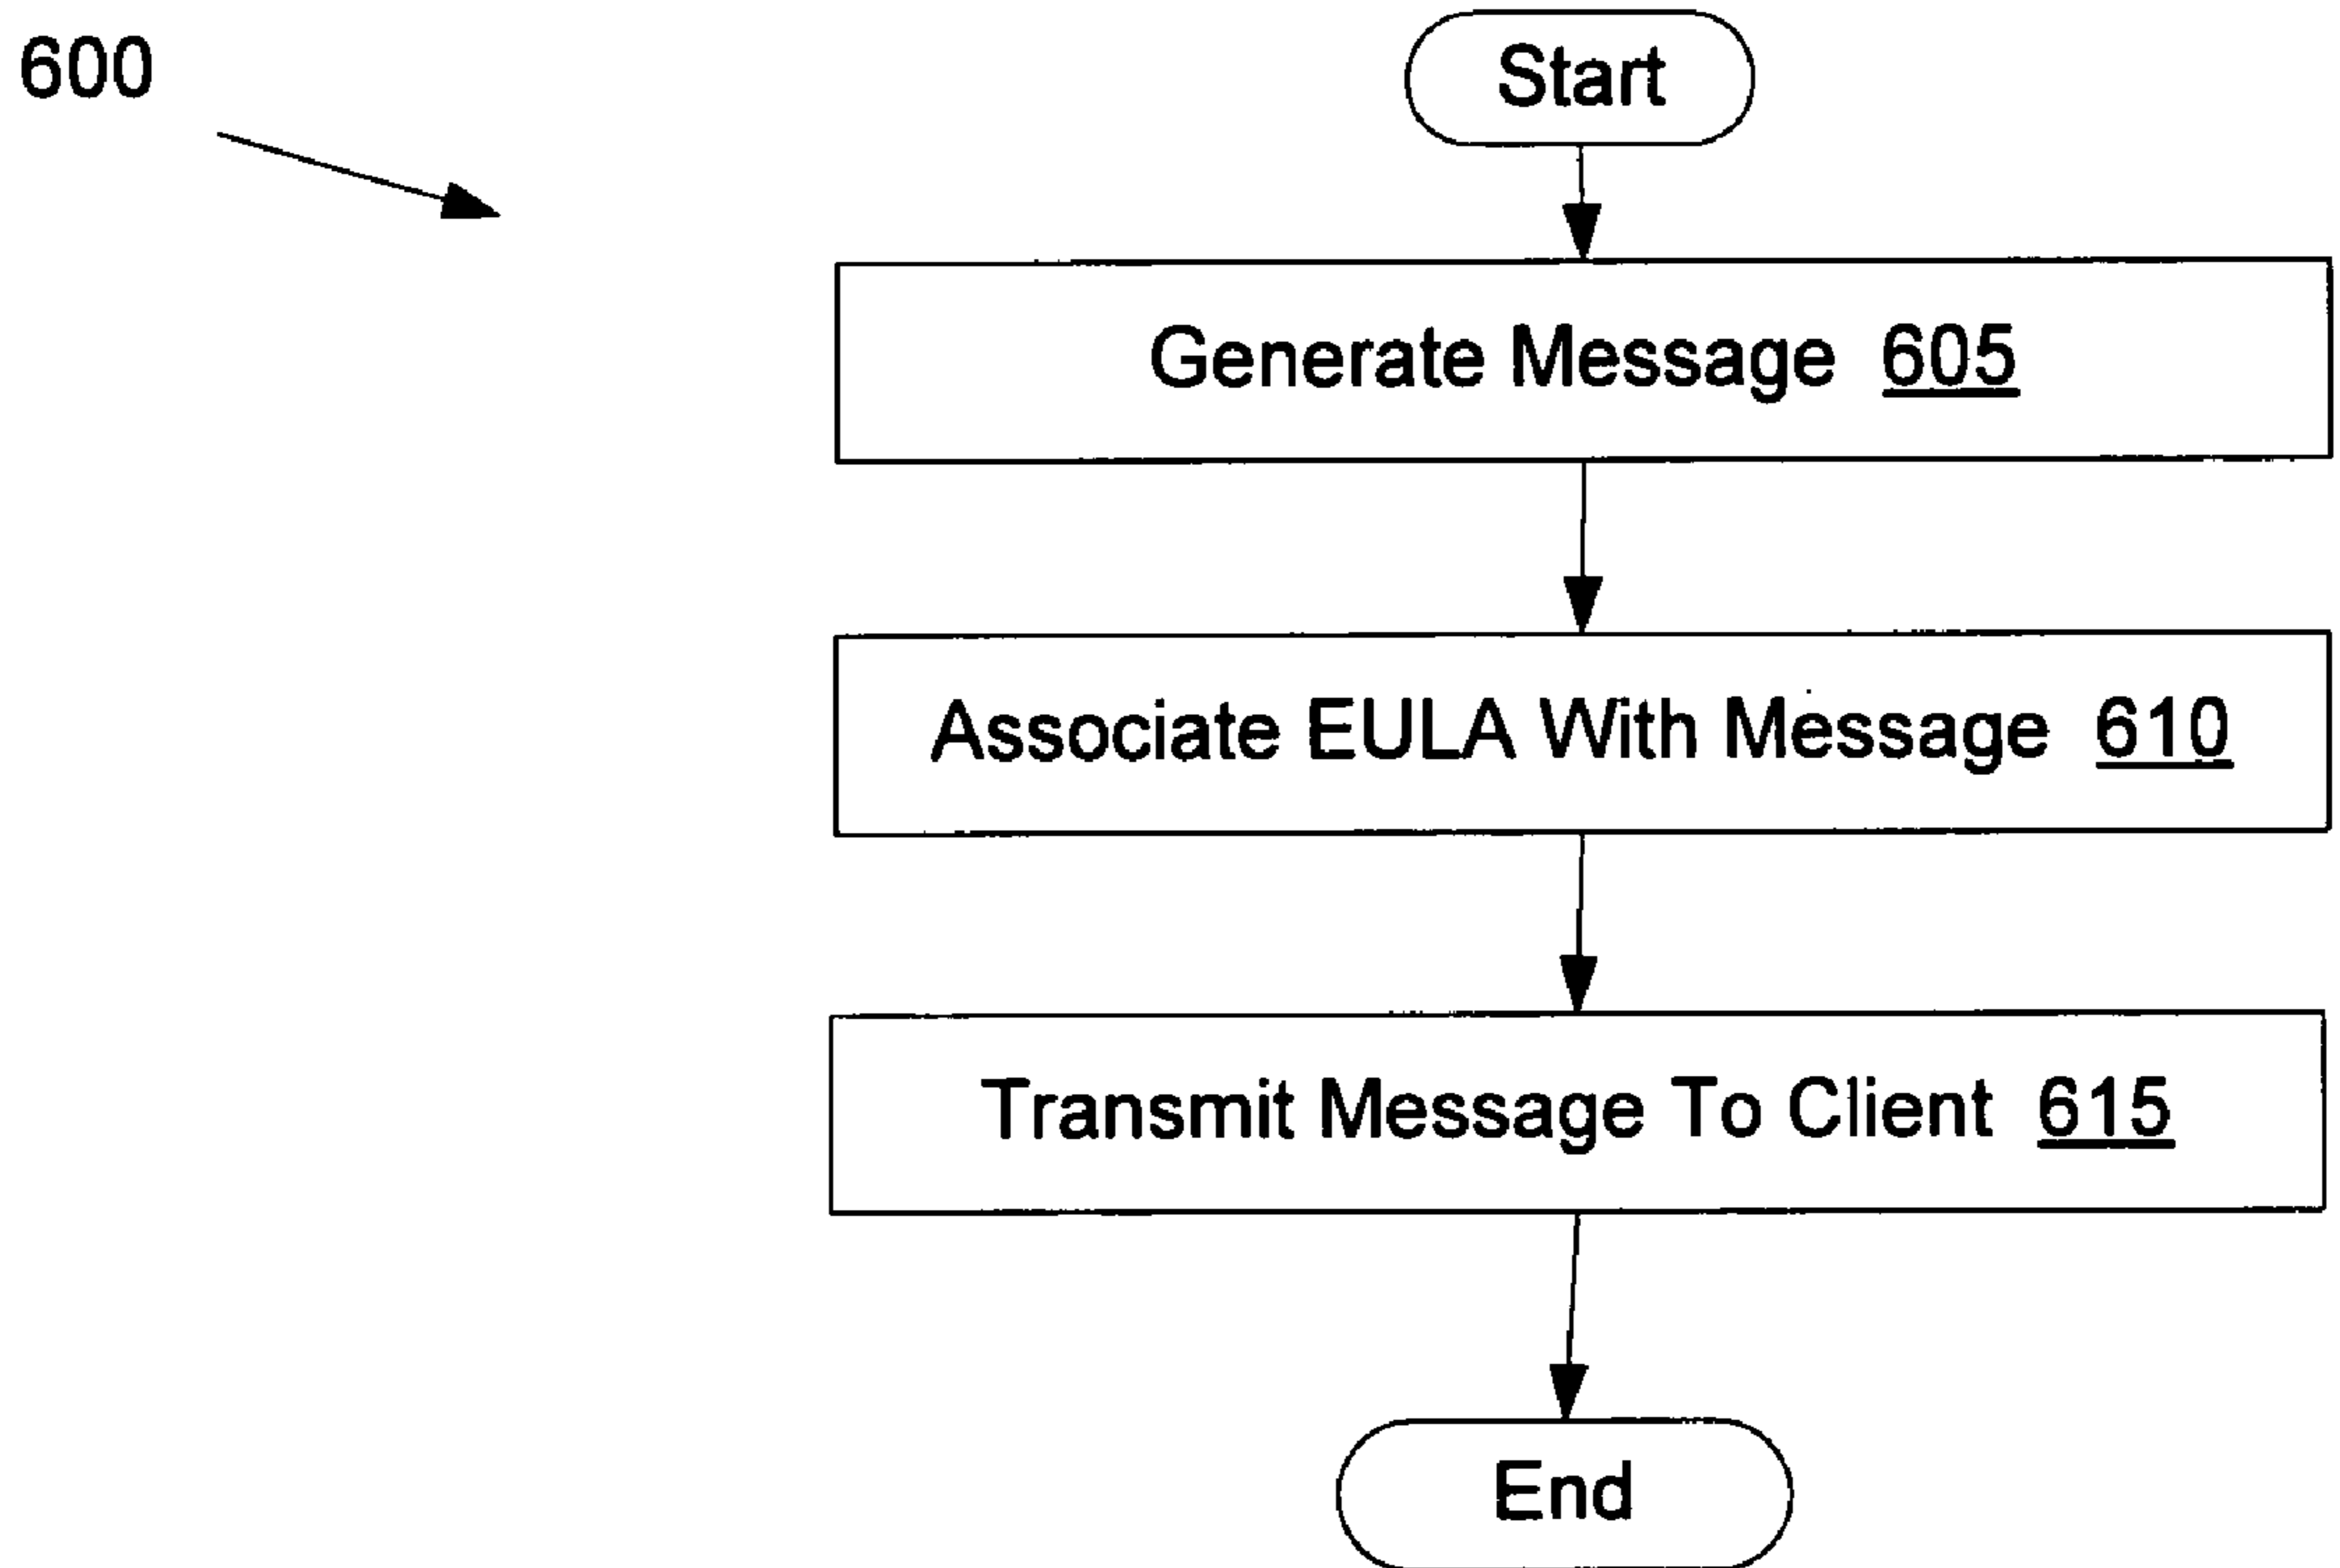 600
Start
Generate Message 605
Associate EULA With Message 610
Transmit Message To Client 615
End